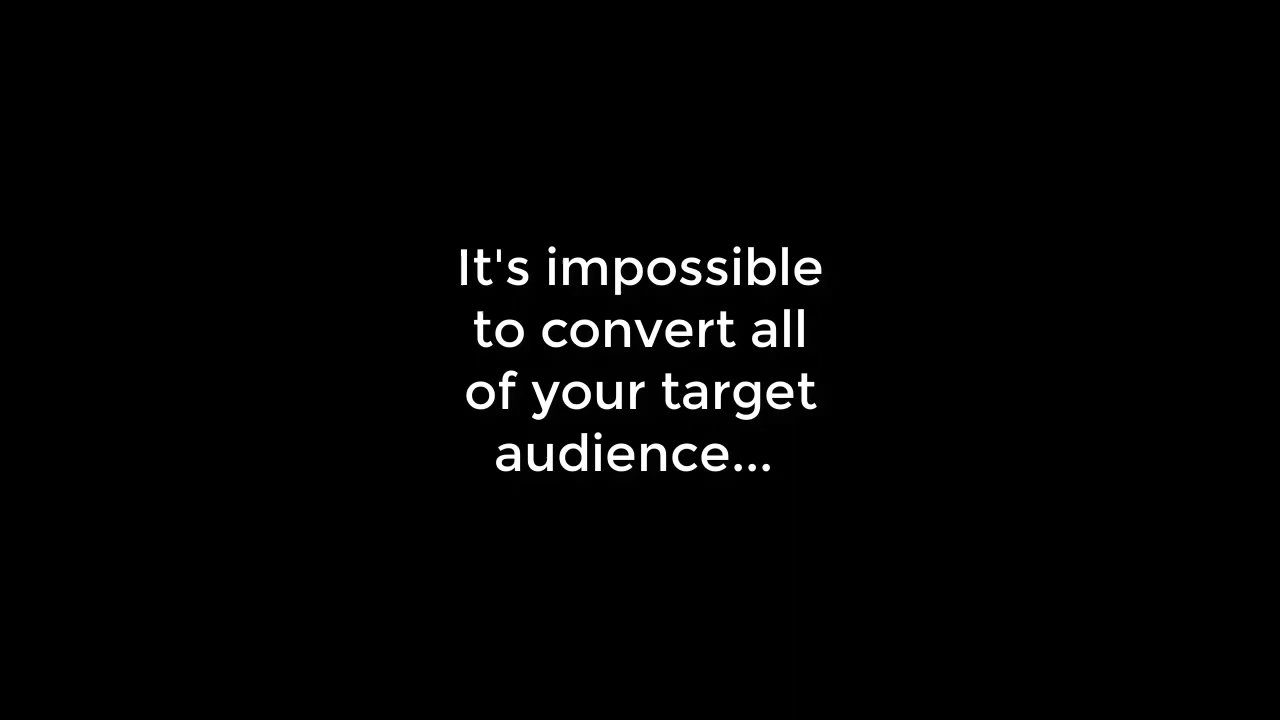 It's impossible
to convert all
of your target
audience...